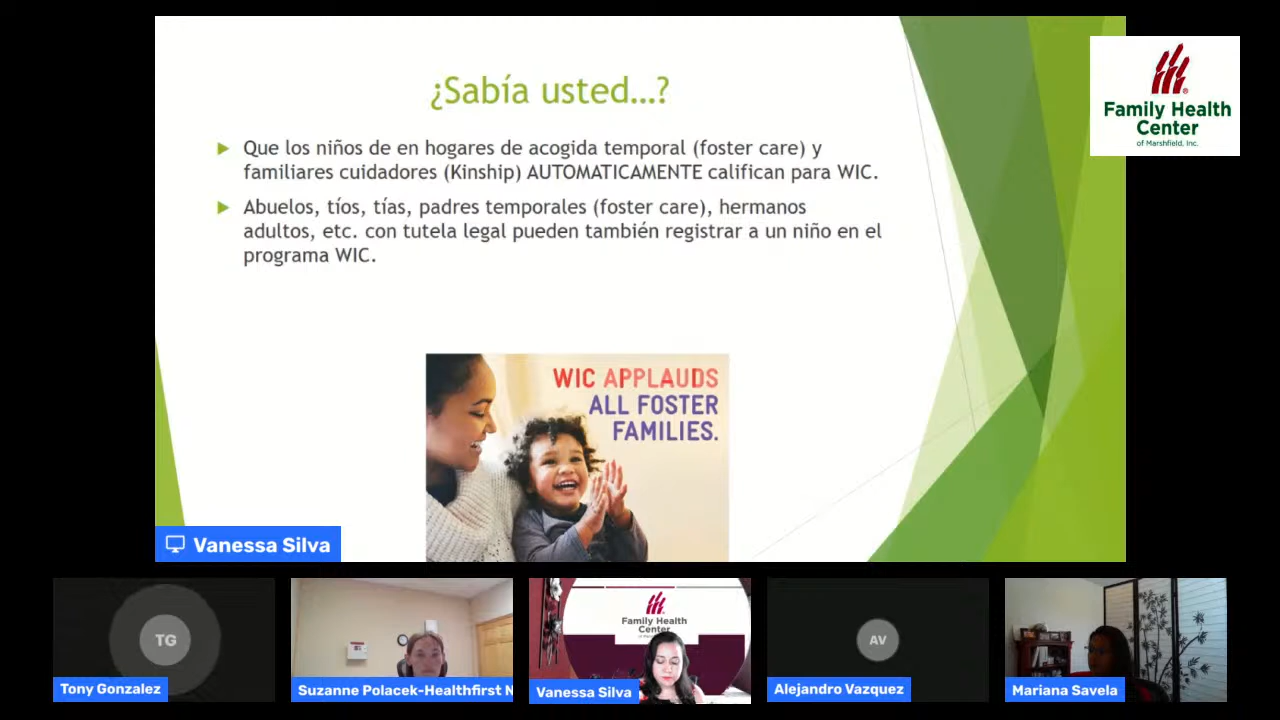 ¿Sabía usted...?
Que los niños de en hogares de acogida temporal (foster care) y
familiares cuidadores (Kinship) AUTOMATICAMENTE califican para WIC.
Abuelos, tíos, tías, padres temporales (foster care), hermanos
adultos, etc. con tutela legal pueden también registrar a un niño en el
programa WIC.
WIC APPLAUDS
ALL FOSTER
FAMILIES.
Family Health
Center
of Marshfield, Inc.
Vanessa Silva
TG
Tony Gonzalez
Suzanne Polacek-Healthfirst N
Family Health
Center
Vanessa Silva
AV
Alejandro Vazquez
Mariana Savela